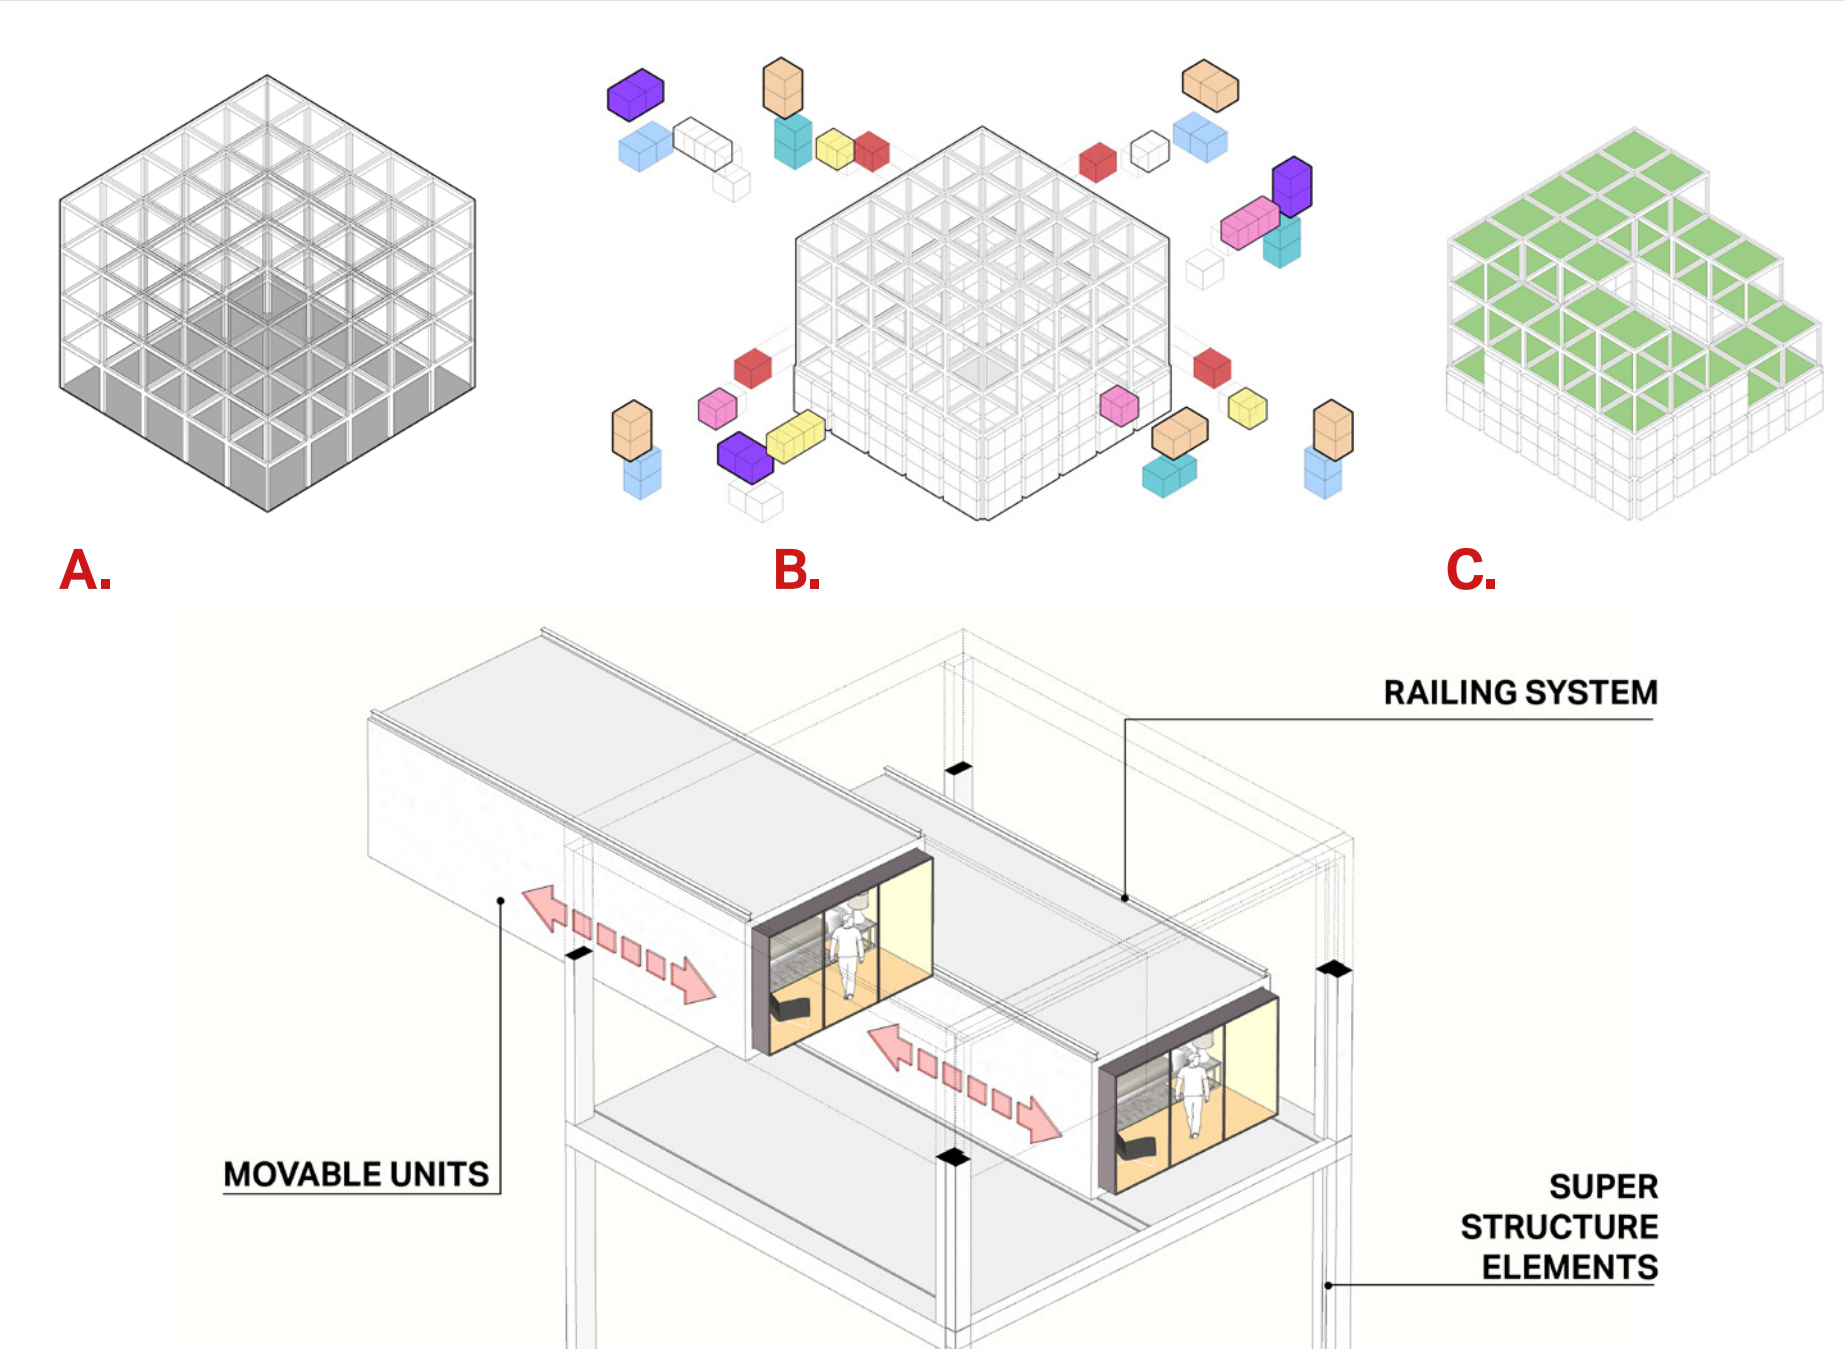 A.
B.
C.
RAILING SYSTEM
MOVABLE UNITS
SUPER
STRUCTURE
ELEMENTS